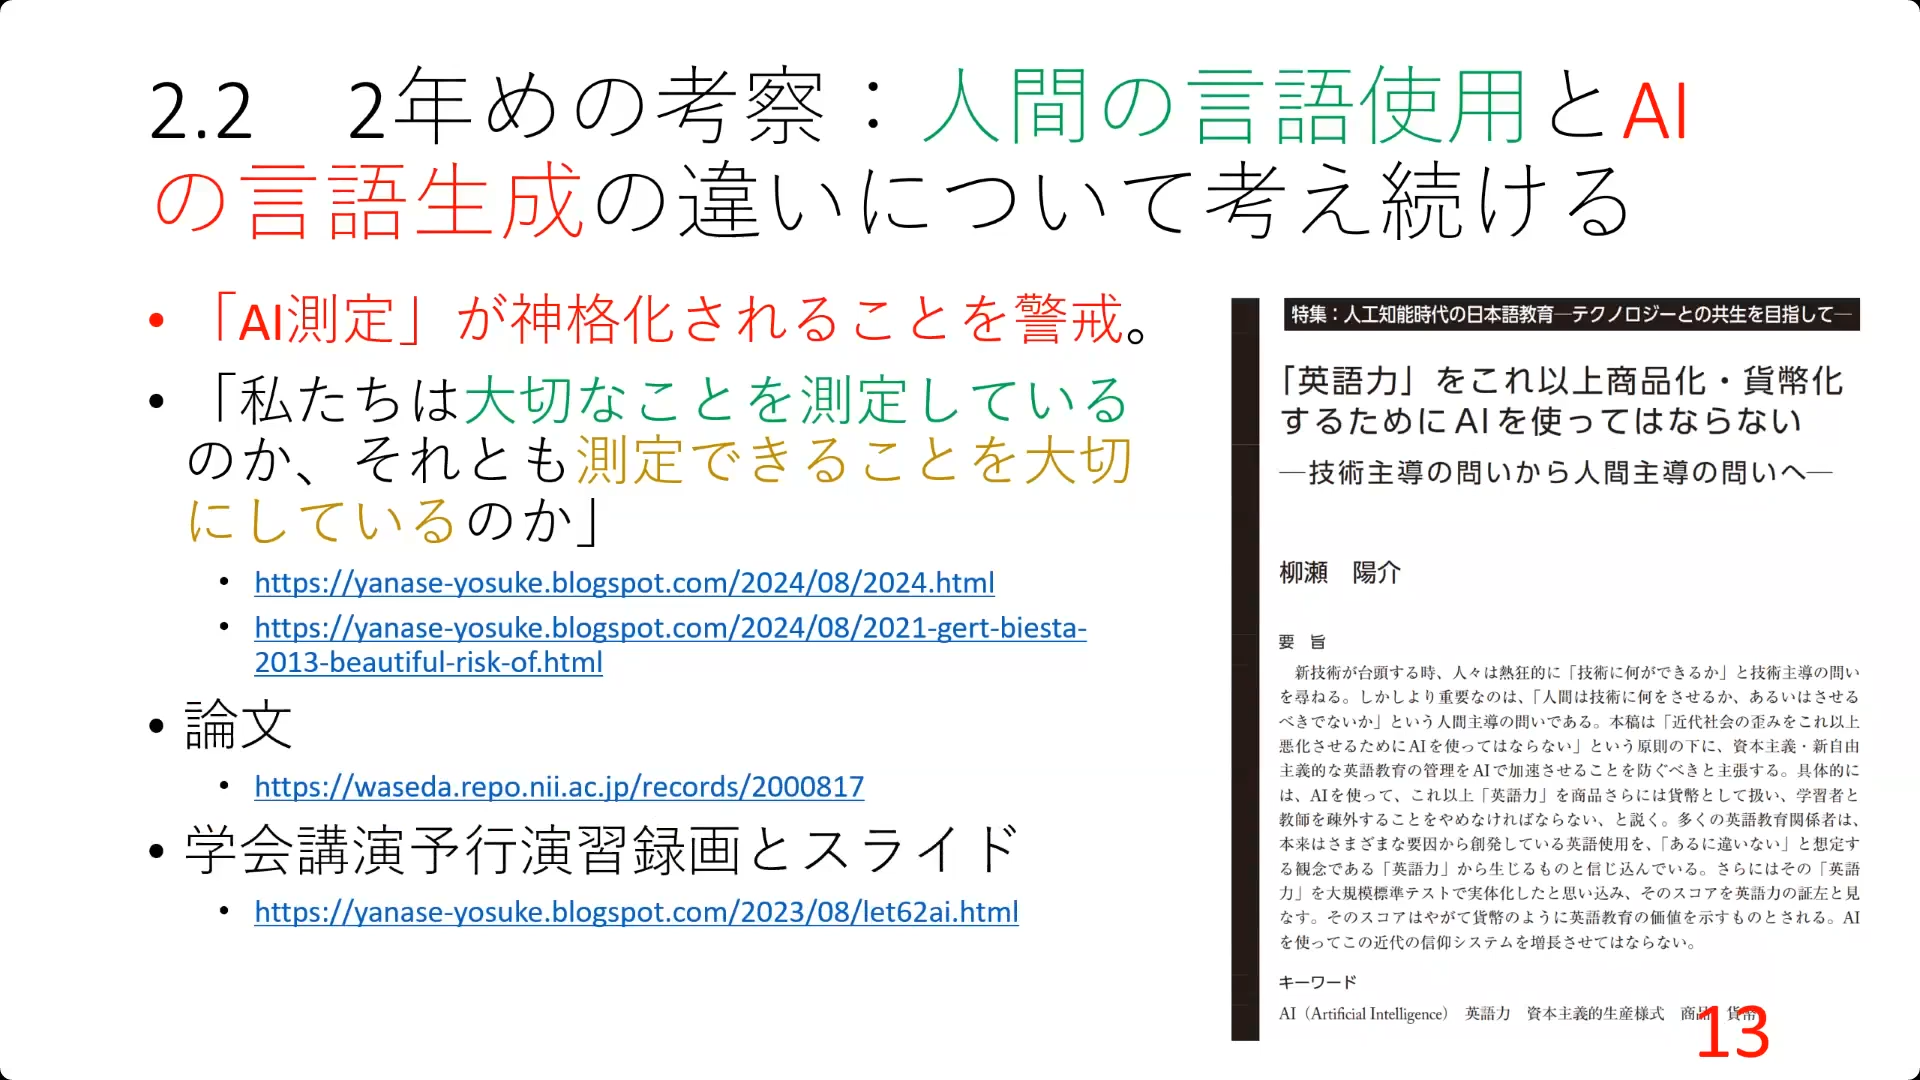 2.2　2年めの考察：人間の言語使用とAI
の言語生成の違いについて考え続ける
• 「AI測定」が神格化されることを警戒。
• 「私たちは大切なことを測定している
のか、それとも測定できることを大切
にしているのか」
• https://yanase-yosuke.blogspot.com/2024/08/2024.html
• https://yanase-yosuke.blogspot.com/2024/08/2021-gert-biesta-
2013-beautiful-risk-of.html
• 論文
• https://waseda.repo.nii.ac.jp/records/2000817
• 学会講演予行演習録画とスライド
• https://yanase-yosuke.blogspot.com/2023/08/let62ai.html
特集：人工知能時代の日本語教育―テクノロジーとの共生を目指して―
「英語力」をこれ以上商品化・貨幣化
するためにAIを使ってはならない
―技術主導の問いから人間主導の問いへ―
柳瀬　陽介
要　旨
新技術が台頭する時、人々は熱狂的に「技術に何ができるか」と技術主導の問い
を尋ねる。しかしより重要なのは、「人間は技術に何をさせるか、あるいはさせる
べきでないか」という人間主導の問いである。本稿は「近代社会の歪みをこれ以上
悪化させるためにAIを使ってはならない」という原則の下に、資本主義・新自由
主義的な英語教育の管理をAIで加速させることを防ぐべきと主張する。具体的に
は、AIを使って、これ以上「英語力」を商品さらには貨幣として扱い、学習者と
教師を疎外することをやめなければならない、と説く。多くの英語教育関係者は、
本来はさまざまな要因から創発している英語使用を、「あるに違いない」と想定す
る観念である「英語力」から生じるものと信じ込んでいる。さらにはその「英語
力」を大規模標準テストで実体化したと思い込み、そのスコアを英語力の証左と見
なす。そのスコアはやがて貨幣のように英語教育の価値を示すものとされる。AI
を使ってこの近代の信仰システムを増長させてはならない。
キーワード
AI（Artificial Intelligence）　英語力　資本主義的生産様式　商品　貨幣
13